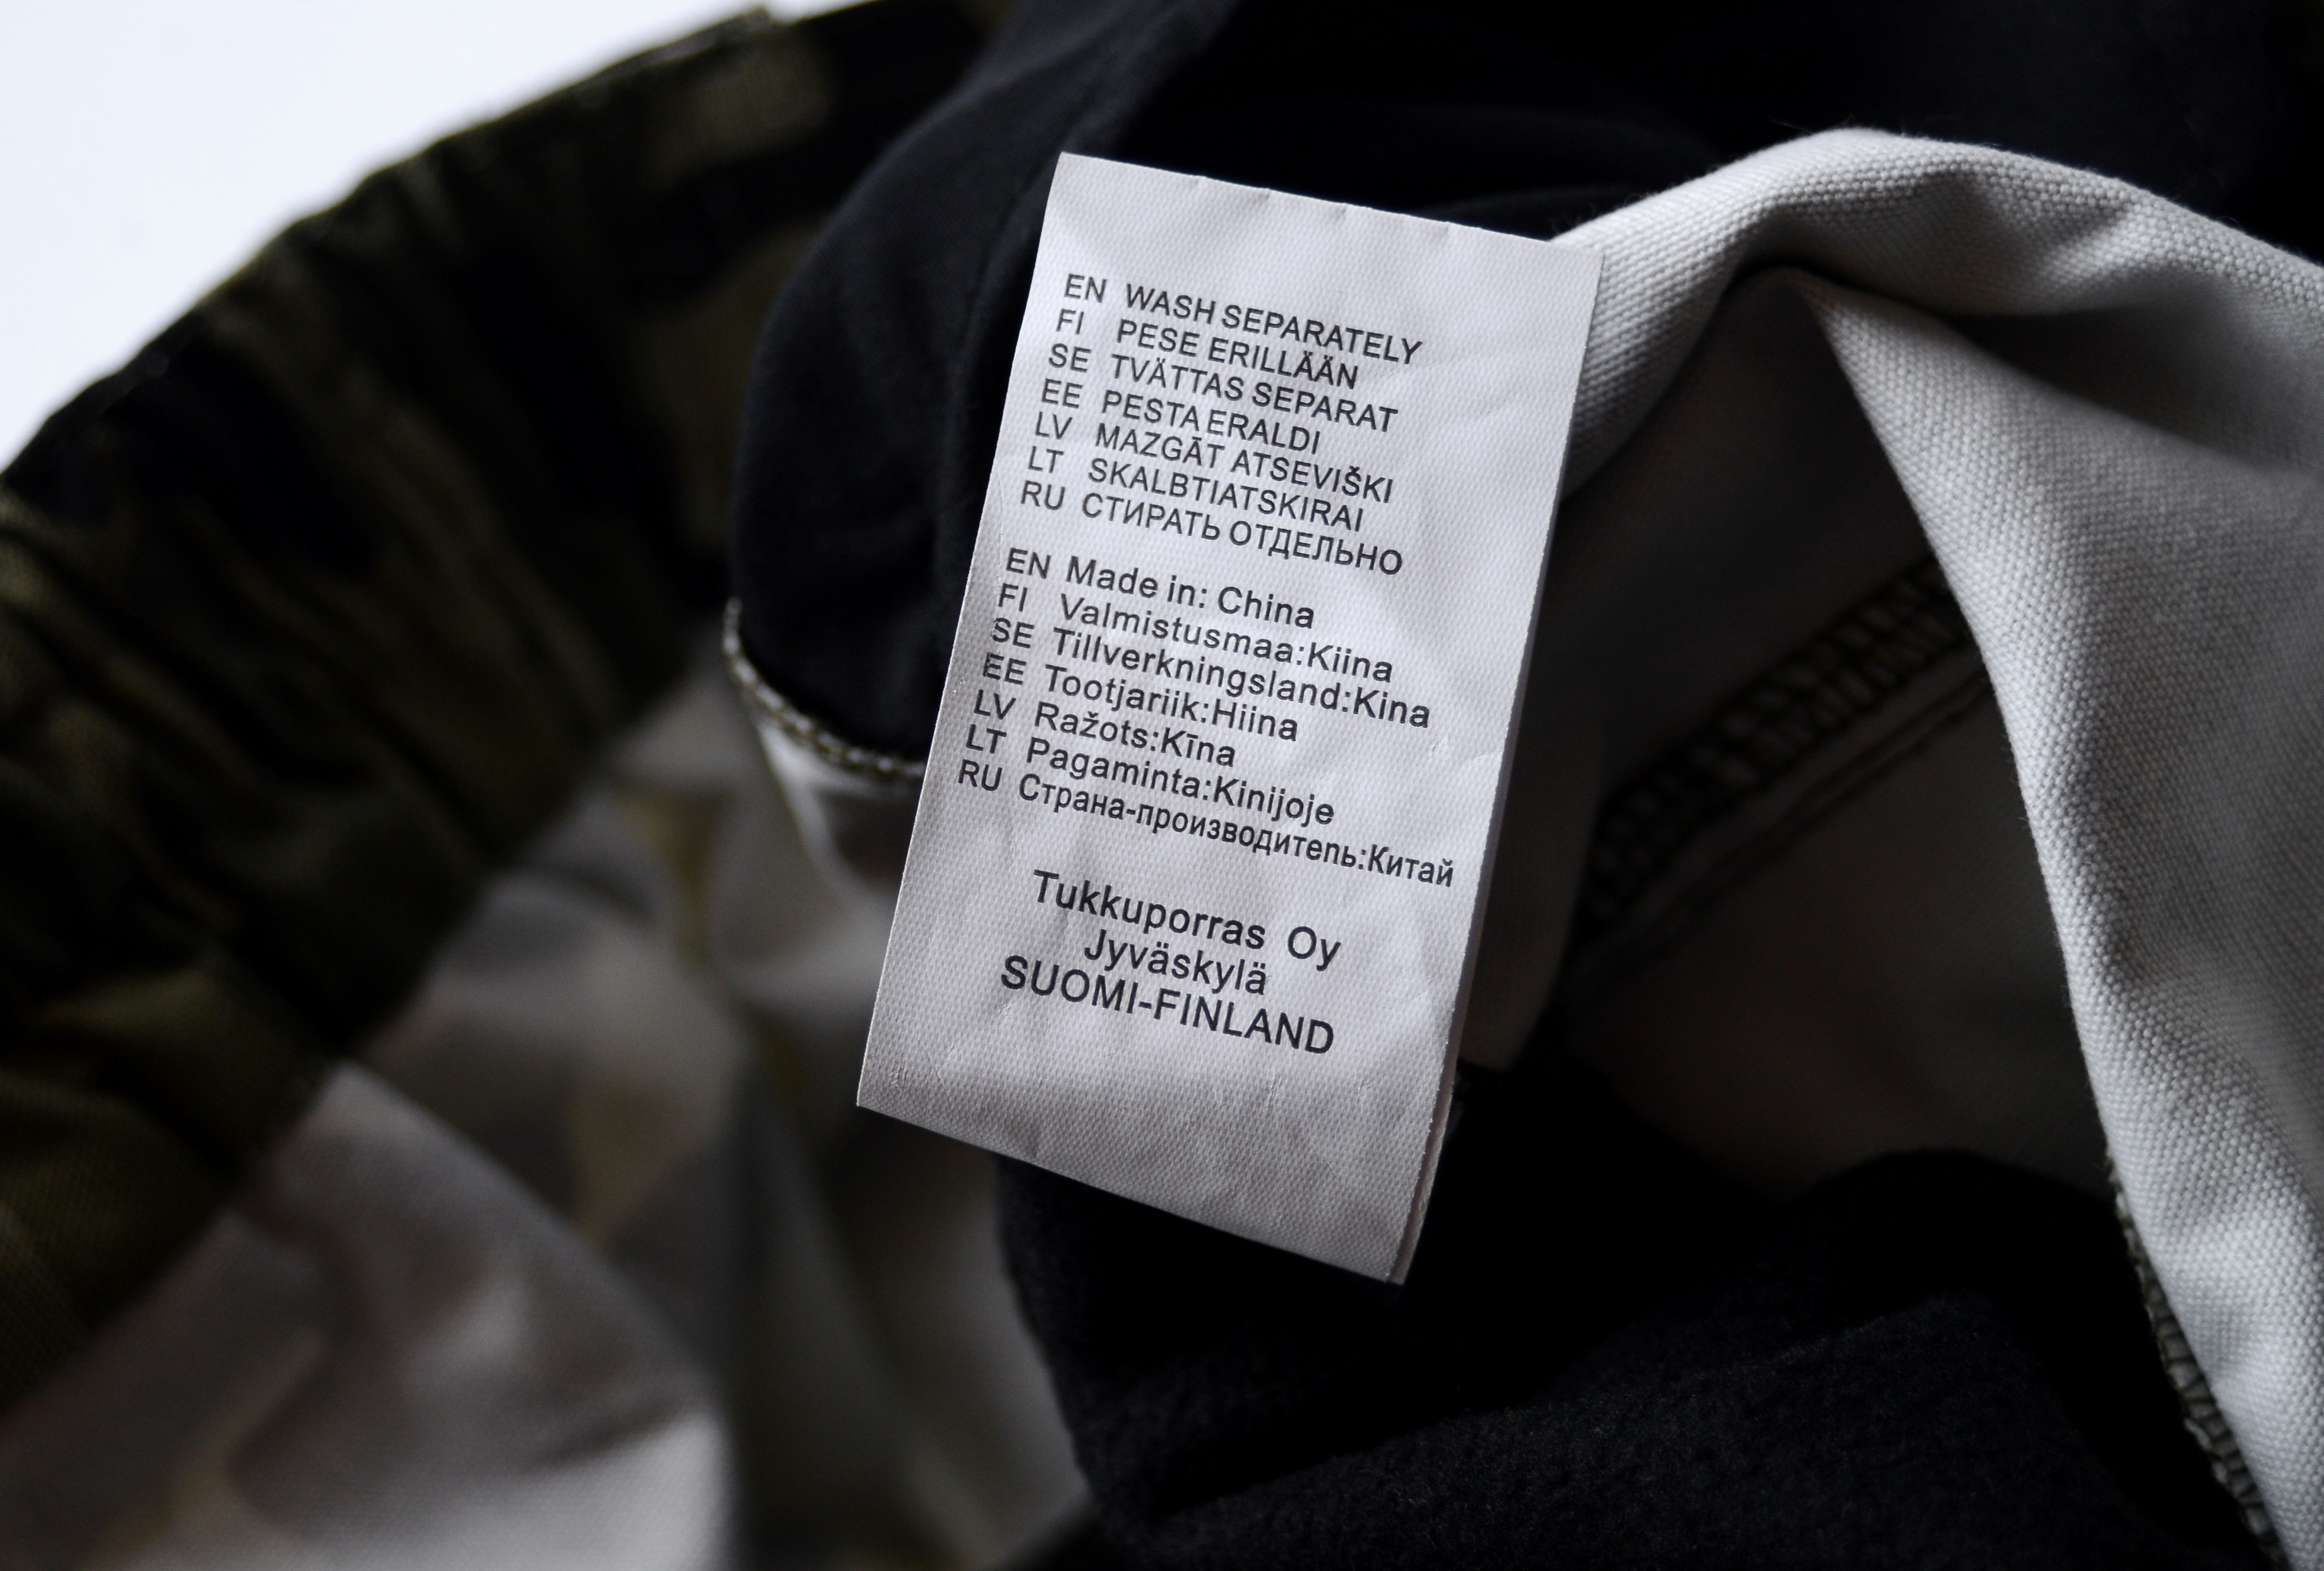 EN WASH SEPARATELY
FI PESE ERILLÄÄN
SE TVÄTTAS SEPARAT
EE PESTA ERALDI
LV MAZGĀT ATSEVIŠKI
LT SKALBTIATSKIRAI
RU СТИРАТЬ ОТДЕЛЬНО
EN Made in: China
FI Valmistusmaa:Kiina
SE Tillverkningsland:Kina
EE Tootjariik:Hiina
LV Ražots:Kīna
LT Pagaminta:Kinijoje
RU Страна-производитель:Китай
Tukkuporras Oy
Jyväskylä
SUOMI-FINLAND